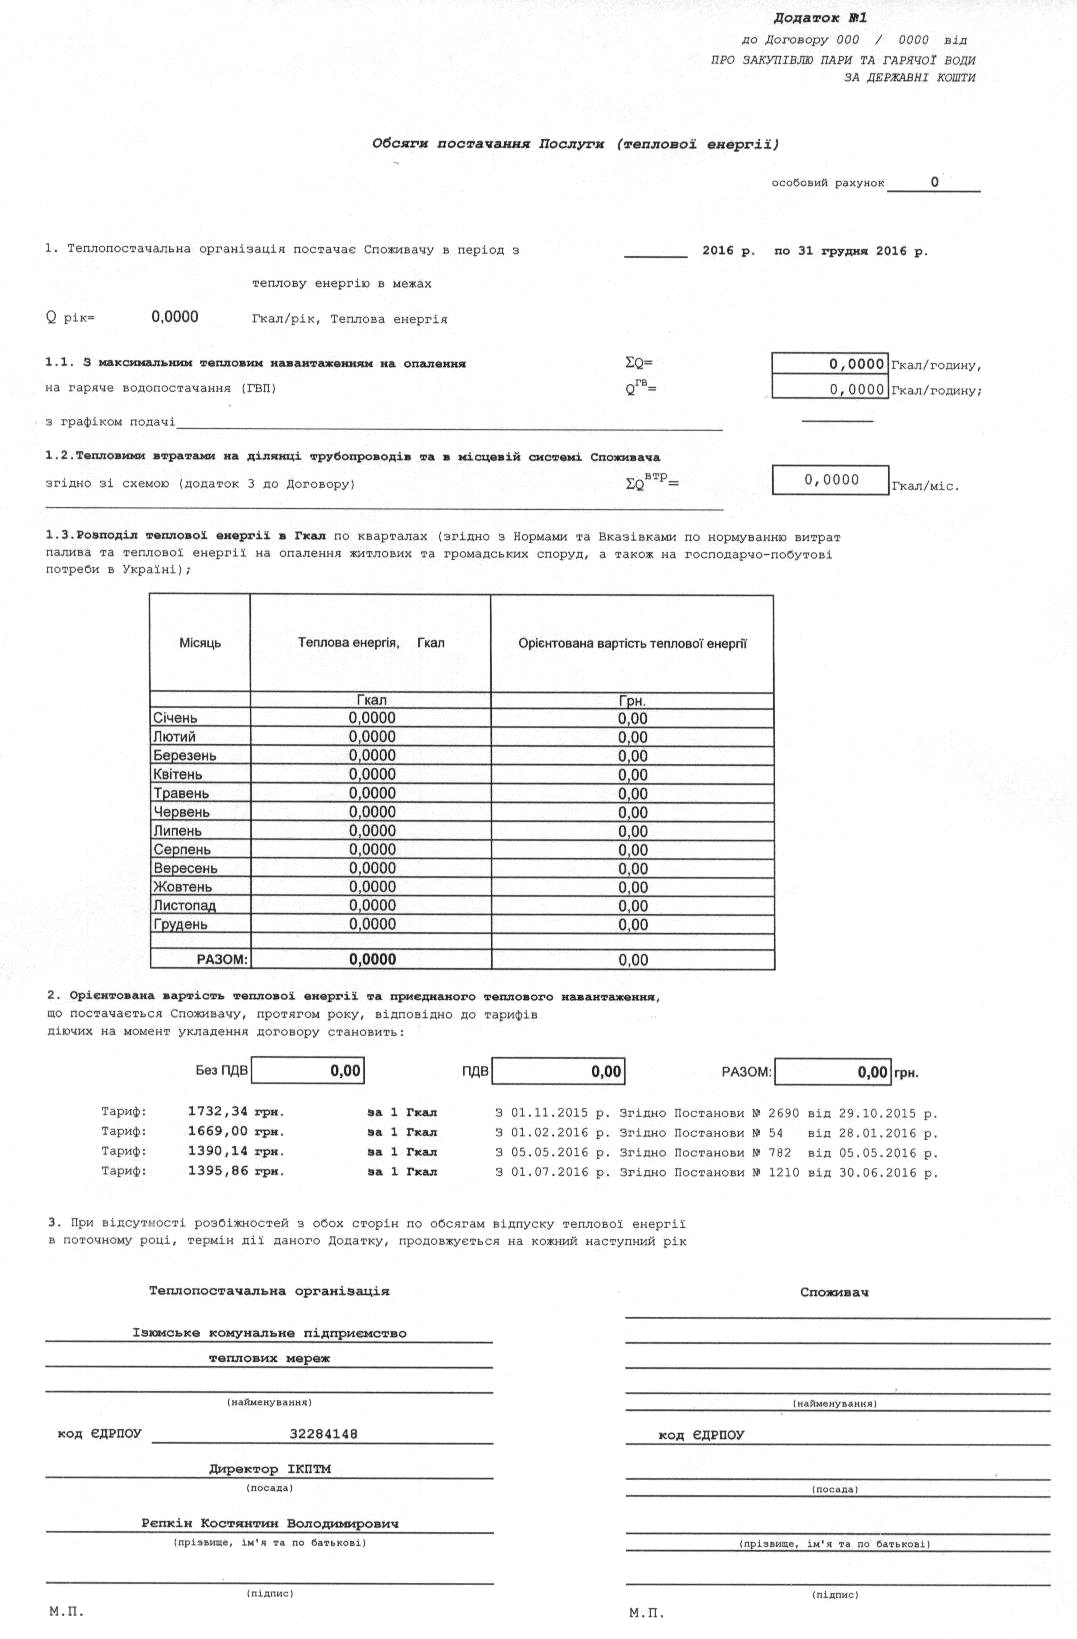 Додаток №1
до Договору 000 / 0000 від
ПРО ЗАКУПІВЛЮ ПАРИ ТА ГАРЯЧОЇ ВОДИ
ЗА ДЕРЖАВНІ КОШТИ
Обсяги постачання Послуги (теплової енергії)
особовий рахунок 0
1. Теплопостачальна організація постачає Споживачу в період з ______ 2016 р. по 31 грудня 2016 р.
теплову енергію в межах
Q рік= 0,0000 Гкал/рік, Теплова енергія
1.1. З максимальним тепловим навантаженням на опалення ΣQ= 0,0000 Гкал/годину,
на гаряче водопостачання (ГВП) Qᴳᴮ= 0,0000 Гкал/годину;
з графіком подачі
1.2.Тепловими втратами на ділянці трубопроводів та в місцевій системі Споживача
згідно зі схемою (додаток 3 до Договору) ΣQвтр= 0,0000 Гкал/міс.
1.3.Розподіл теплової енергії в Гкал по кварталах (згідно з Нормами та Вказівками по нормуванню витрат
палива та теплової енергії на опалення житлових та громадських споруд, а також на господарчо-побутові
потреби в Україні);
Місяць Теплова енергія, Гкал Орієнтована вартість теплової енергії
Гкал Грн.
Січень 0,0000 0,00
Лютий 0,0000 0,00
Березень 0,0000 0,00
Квітень 0,0000 0,00
Травень 0,0000 0,00
Червень 0,0000 0,00
Липень 0,0000 0,00
Серпень 0,0000 0,00
Вересень 0,0000 0,00
Жовтень 0,0000 0,00
Листопад 0,0000 0,00
Грудень 0,0000 0,00
РАЗОМ: 0,0000 0,00
2. Орієнтована вартість теплової енергії та приєднаного теплового навантаження,
що постачається Споживачу, протягом року, відповідно до тарифів
діючих на момент укладення договору становить:
Без ПДВ 0,00 ПДВ 0,00 РАЗОМ: 0,00 грн.
Тариф: 1732,34 грн. за 1 Гкал З 01.11.2015 р. Згідно Постанови № 2690 від 29.10.2015 р.
Тариф: 1669,00 грн. за 1 Гкал З 01.02.2016 р. Згідно Постанови № 54 від 28.01.2016 р.
Тариф: 1390,14 грн. за 1 Гкал З 05.05.2016 р. Згідно Постанови № 782 від 05.05.2016 р.
Тариф: 1395,86 грн. за 1 Гкал З 01.07.2016 р. Згідно Постанови № 1210 від 30.06.2016 р.
3. При відсутності розбіжностей з обох сторін по обсягам відпуску теплової енергії
в поточному році, термін дії даного Додатку, продовжується на кожний наступний рік
Теплопостачальна організація Споживач
Ізюмське комунальне підприємство
теплових мереж
(найменування) (найменування)
код ЄДРПОУ 32284148 код ЄДРПОУ
Директор ІКПТМ
(посада) (посада)
Рєпкін Костянтин Володимирович
(прізвище, ім'я та по батькові) (прізвище, ім'я та по батькові)
(підпис) (підпис)
М.П. М.П.